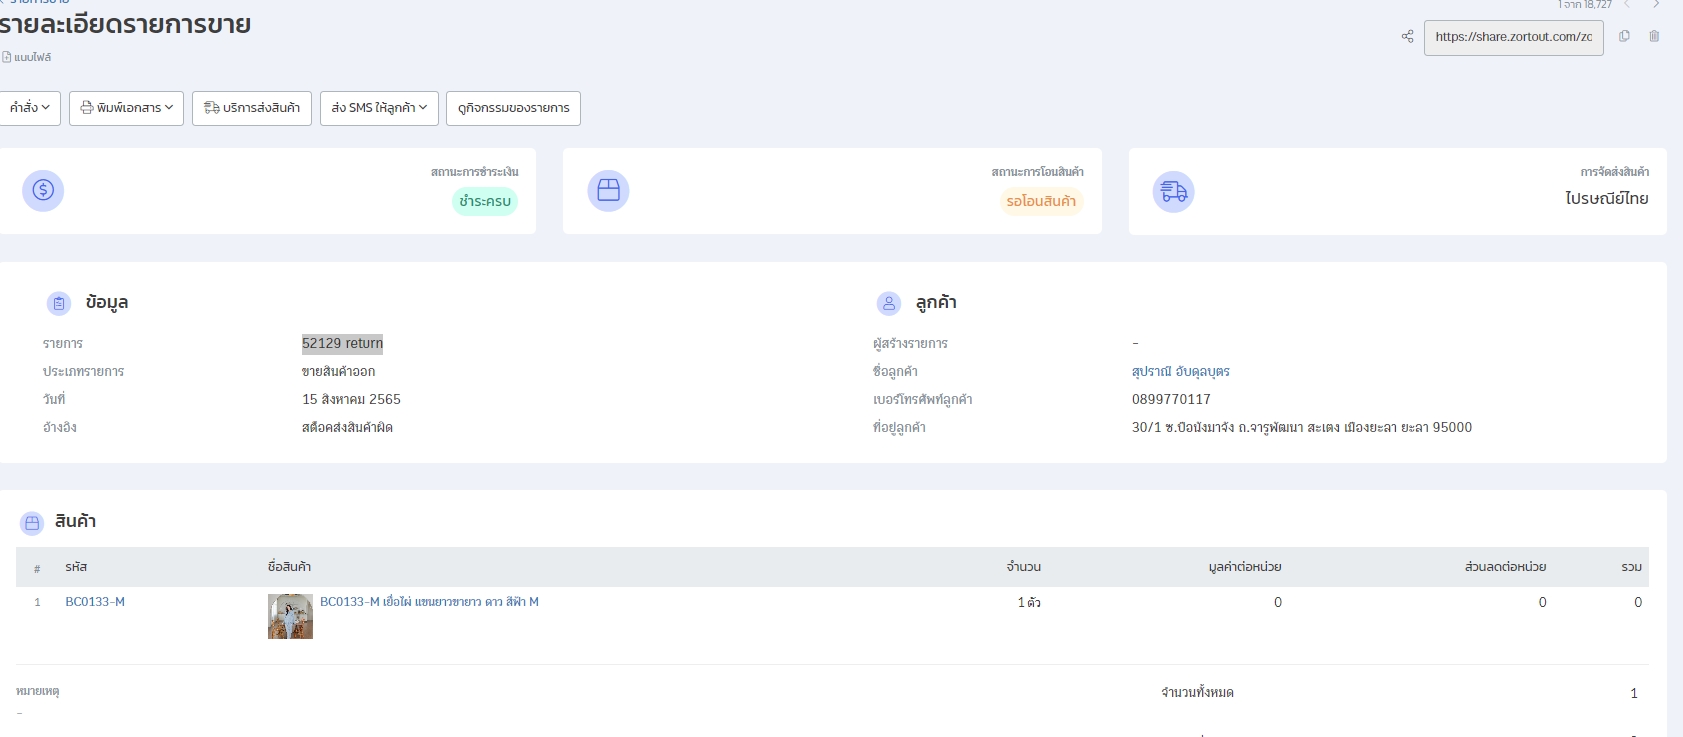 รายการขาย
1 จาก 18,727
รายละเอียดรายการขาย
https://share.zortout.com/zo
แนบไฟล์
คำสั่ง
พิมพ์เอกสาร
บริการส่งสินค้า
ส่ง SMS ให้ลูกค้า
ดูกิจกรรมของรายการ
สถานะการชำระเงิน
ชำระครบ
สถานะการโอนสินค้า
รอโอนสินค้า
การจัดส่งสินค้า
ไปรษณีย์ไทย
ข้อมูล
รายการ 52129 return
ประเภทรายการ ขายสินค้าออก
วันที่ 15 สิงหาคม 2565
อ้างอิง สต็อคส่งสินค้าผิด
ลูกค้า
ผู้สร้างรายการ -
ชื่อลูกค้า สุปราณี อับดุลบุตร
เบอร์โทรศัพท์ลูกค้า 0899770117
ที่อยู่ลูกค้า 30/1 ซ.ปือนังมาจัง ถ.จารูพัฒนา สะเตง เมืองยะลา ยะลา 95000
สินค้า
# รหัส ชื่อสินค้า จำนวน มูลค่าต่อหน่วย ส่วนลดต่อหน่วย รวม
1 BC0133-M BC0133-M เยื่อไผ่ แขนยาวขายาว ดาว สีฟ้า M 1 ตัว 0 0 0
หมายเหตุ
-
จำนวนทั้งหมด 1